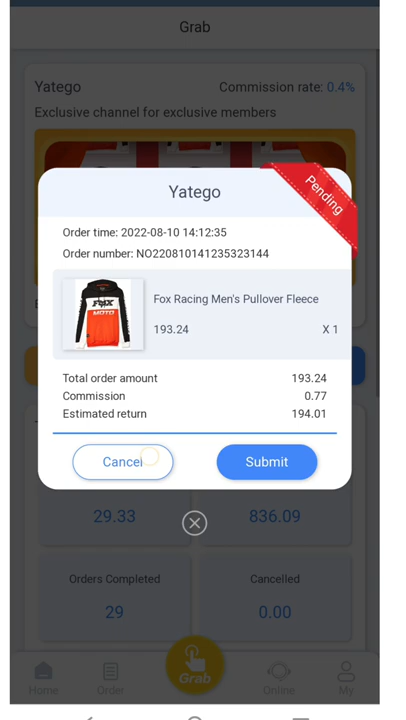 Grab
Yatego
Commission rate: 0.4%
Exclusive channel for exclusive members
Pending
Yatego
Order time: 2022-08-10 14:12:35
Order number: NO220810141235323144
FOX
MOTO
Fox Racing Men's Pullover Fleece
193.24
X 1
Total order amount
193.24
Commission
0.77
Estimated return
194.01
Cancel
Submit
29.33
836.09
Orders Completed
Cancelled
29
0.00
Grab
Home
Order
Online
My